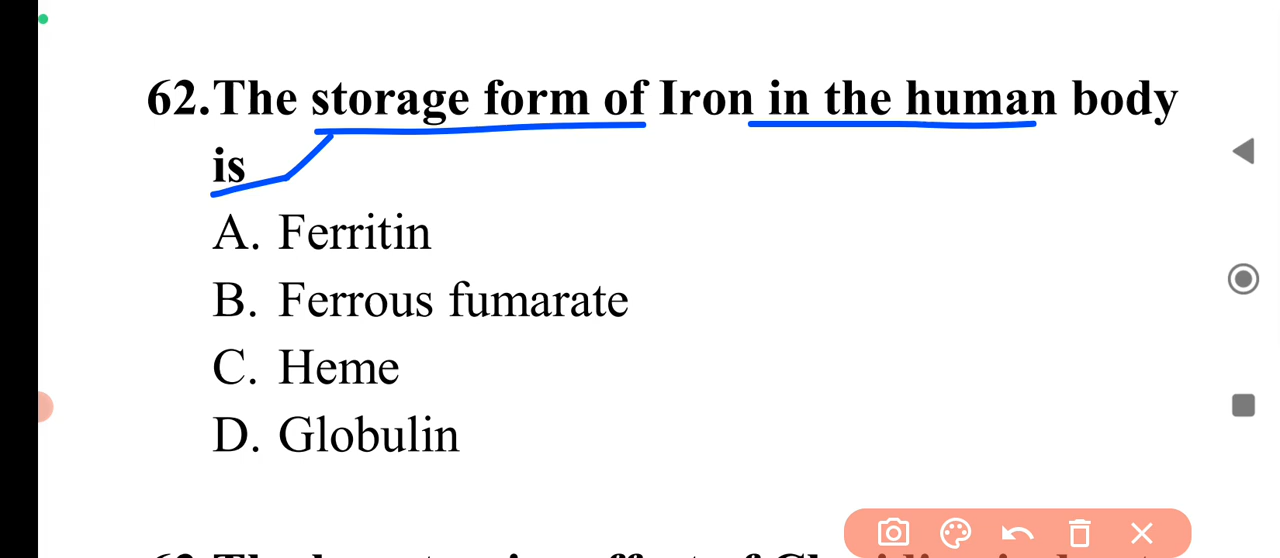 62.The storage form of Iron in the human body
is
A. Ferritin
B. Ferrous fumarate
C. Heme
D. Globulin